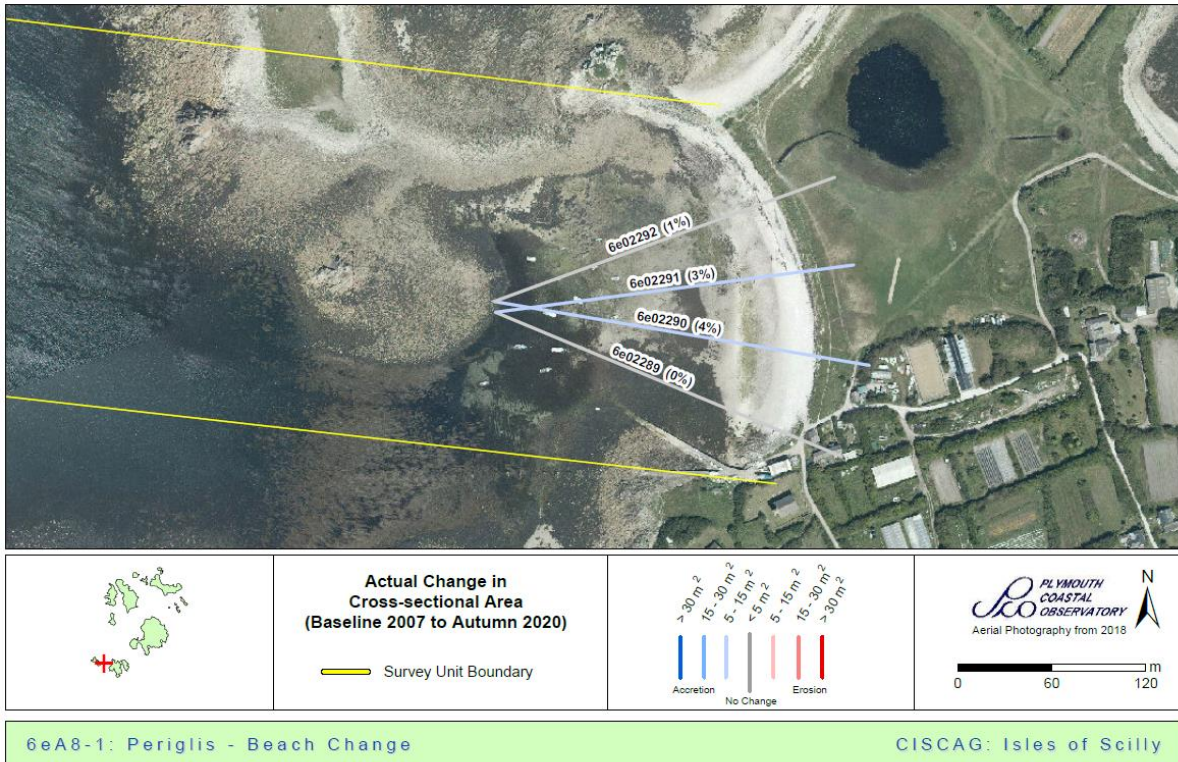 6e02292 (1%)
6e02291 (3%)
6e02290 (4%)
6e02289 (0%)
Actual Change in
Cross-sectional Area
(Baseline 2007 to Autumn 2020)
Survey Unit Boundary
> 30 m²
15 - 30 m²
5 - 15 m²
< 5 m²
5 - 15 m²
15 - 30 m²
>30 m²
Accretion
No Change
Erosion
PLYMOUTH
COASTAL
OBSERVATORY
Aerial Photography from 2018
N
m
0 60 120
6eA8-1: Periglis - Beach Change
CISCAG: Isles of Scilly